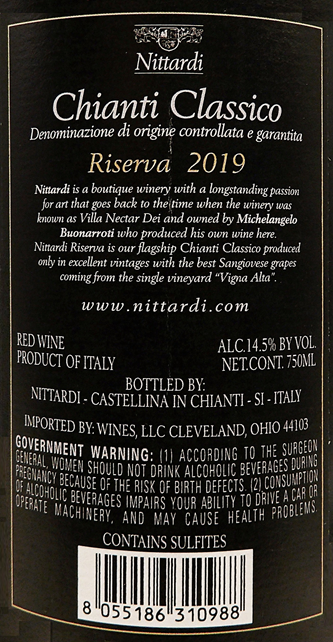 Nittardi
Chianti Classico
Denominazione di origine controllata e garantita
Riserva 2019
Nittardi is a boutique winery with a longstanding passion
for art that goes back to the time when the winery was
known as Villa Nectar Dei and owned by Michelangelo
Buonarroti who produced his own wine here.
Nittardi Riserva is our flagship Chianti Classico produced
only in excellent vintages with the best Sangiovese grapes
coming from the single vineyard "Vigna Alta".
www.nittardi.com
RED WINE ALC.14.5% BY VOL.
PRODUCT OF ITALY NET.CONT. 750ML
BOTTLED BY:
NITTARDI - CASTELLINA IN CHIANTI - SI - ITALY
IMPORTED BY: WINES, LLC CLEVELAND, OHIO 44103
GOVERNMENT WARNING: (1) ACCORDING TO THE SURGEON
GENERAL, WOMEN SHOULD NOT DRINK ALCOHOLIC BEVERAGES DURING
PREGNANCY BECAUSE OF THE RISK OF BIRTH DEFECTS. (2) CONSUMPTION
OF ALCOHOLIC BEVERAGES IMPAIRS YOUR ABILITY TO DRIVE A CAR OR
OPERATE MACHINERY, AND MAY CAUSE HEALTH PROBLEMS.
CONTAINS SULFITES
8 055186 310988